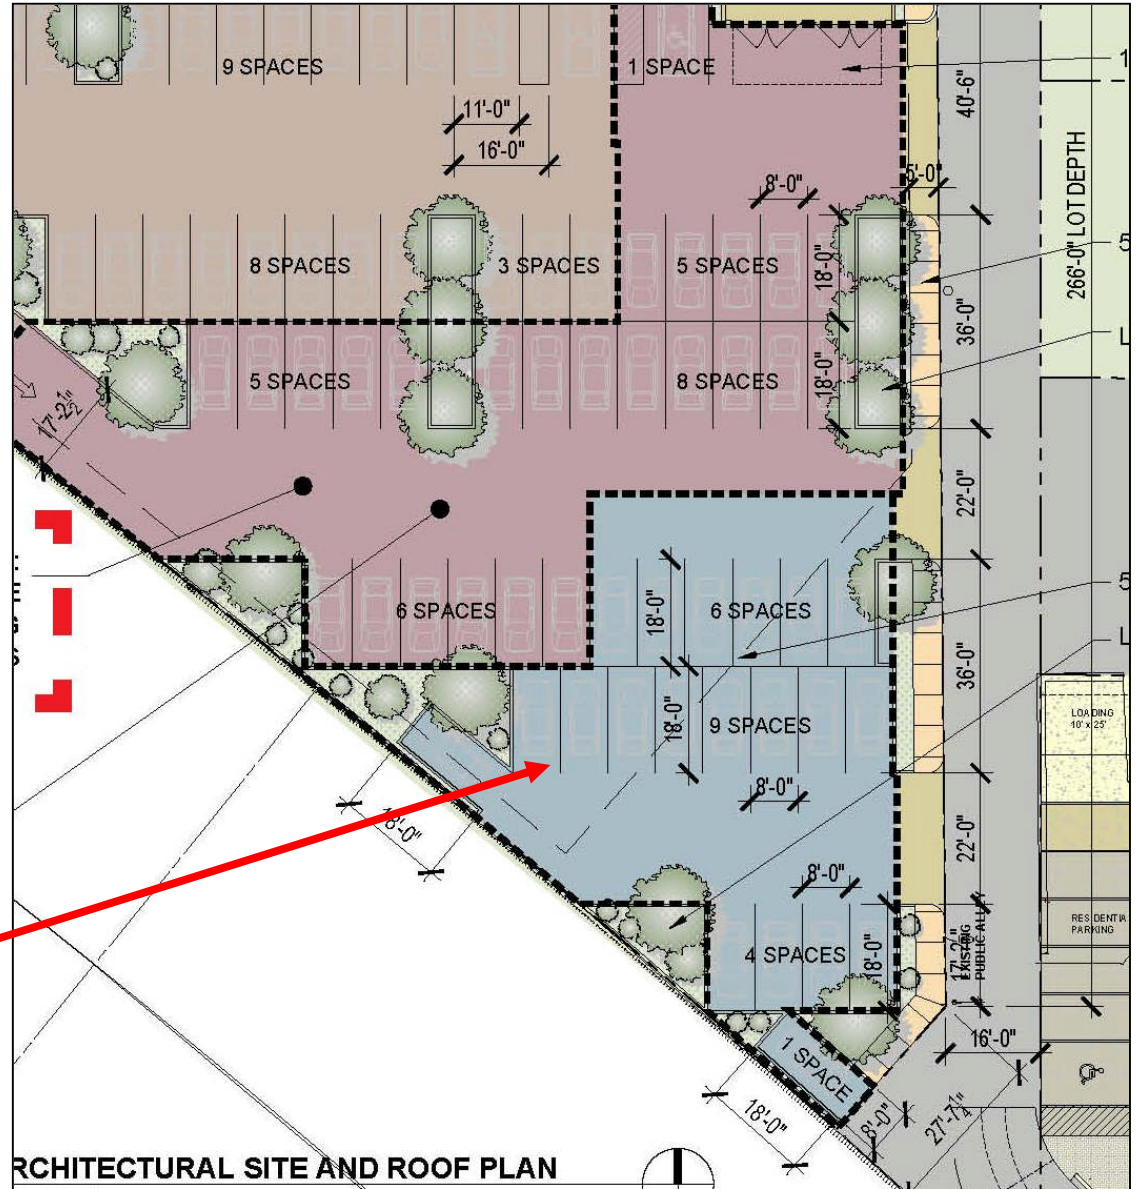 9 SPACES
1 SPACE
1
40'-6"
11'-0"
16'-0"
8'-0"
5'-0"
266'-0" LOT DEPTH
8 SPACES
3 SPACES
5 SPACES
18'-0"
5
36'-0"
L
5 SPACES
8 SPACES
18'-0"
17'-2½"
22'-0"
6 SPACES
18'-0"
6 SPACES
5
L
36'-0"
18'-0"
9 SPACES
LOADING
10' x 25'
8'-0"
18'-0"
22'-0"
8'-0"
4 SPACES
18'-0"
EXISTING
PUBLIC ALL
RESIDENTIA
PARKING
1 SPACE
16'-0"
18'-0"
8'-0"
27'-7¼"
RCHITECTURAL SITE AND ROOF PLAN